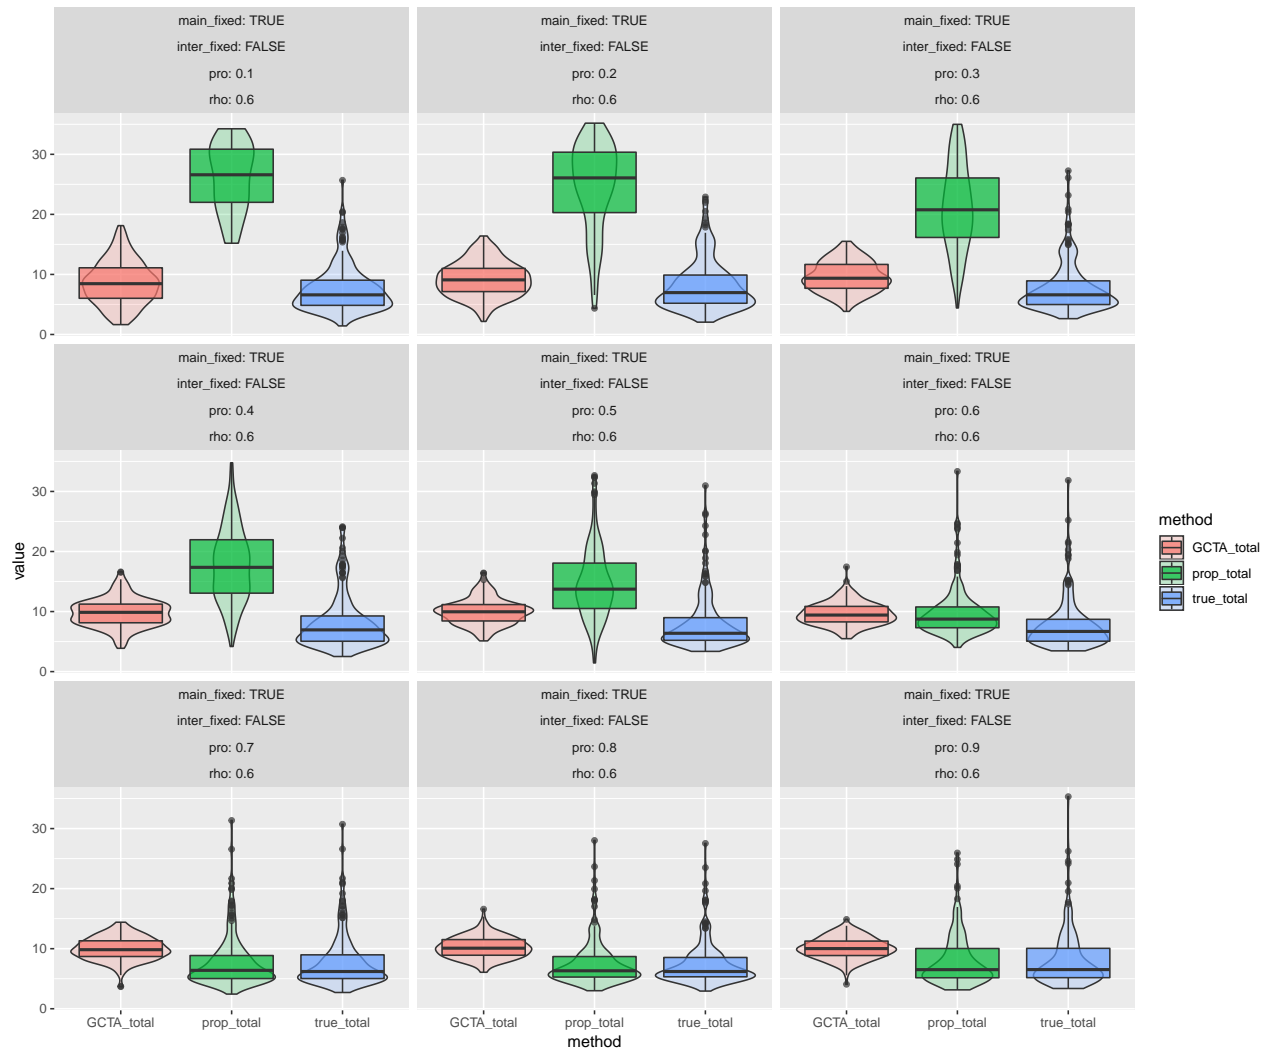 main_fixed: TRUE
inter_fixed: FALSE
pro: 0.1
rho: 0.6
main_fixed: TRUE
inter_fixed: FALSE
pro: 0.2
rho: 0.6
main_fixed: TRUE
inter_fixed: FALSE
pro: 0.3
rho: 0.6
30
20
10
0
main_fixed: TRUE
inter_fixed: FALSE
pro: 0.4
rho: 0.6
main_fixed: TRUE
inter_fixed: FALSE
pro: 0.5
rho: 0.6
main_fixed: TRUE
inter_fixed: FALSE
pro: 0.6
rho: 0.6
30
20
10
0
value
main_fixed: TRUE
inter_fixed: FALSE
pro: 0.7
rho: 0.6
main_fixed: TRUE
inter_fixed: FALSE
pro: 0.8
rho: 0.6
main_fixed: TRUE
inter_fixed: FALSE
pro: 0.9
rho: 0.6
30
20
10
0
GCTA_total prop_total true_total
GCTA_total prop_total true_total
GCTA_total prop_total true_total
method
method
GCTA_total
prop_total
true_total